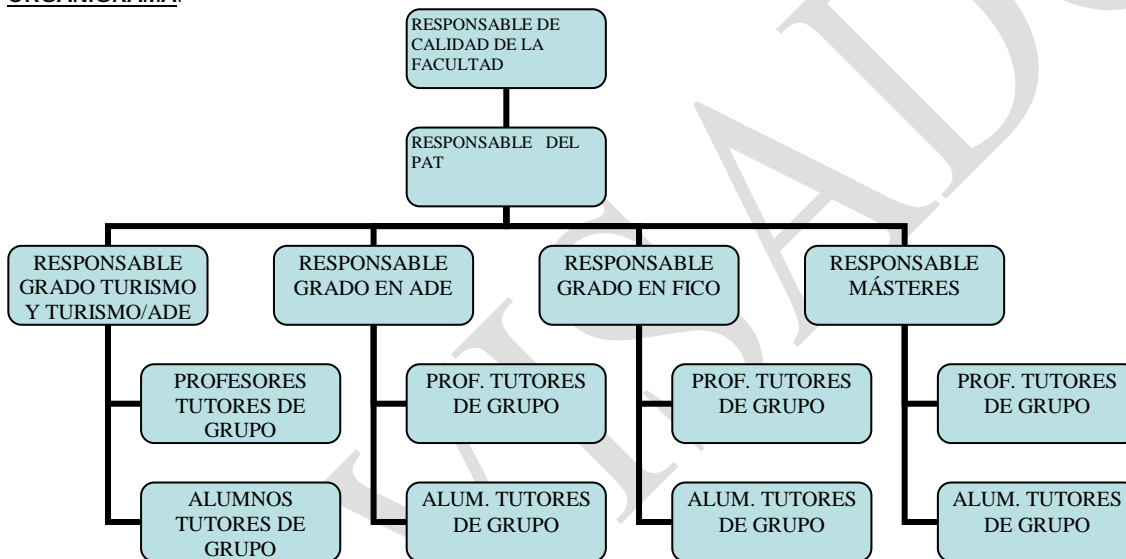 ORGANIGRAMA:
RESPONSABLE DE
CALIDAD DE LA
FACULTAD
RESPONSABLE DEL
PAT
RESPONSABLE
GRADO TURISMO
Y TURISMO/ADE
RESPONSABLE
GRADO EN ADE
RESPONSABLE
GRADO EN FICO
RESPONSABLE
MÁSTERES
PROFESORES
TUTORES DE
GRUPO
PROF. TUTORES
DE GRUPO
PROF. TUTORES
DE GRUPO
PROF. TUTORES
DE GRUPO
ALUMNOS
TUTORES DE
GRUPO
ALUM. TUTORES
DE GRUPO
ALUM. TUTORES
DE GRUPO
ALUM. TUTORES
DE GRUPO
VISADO